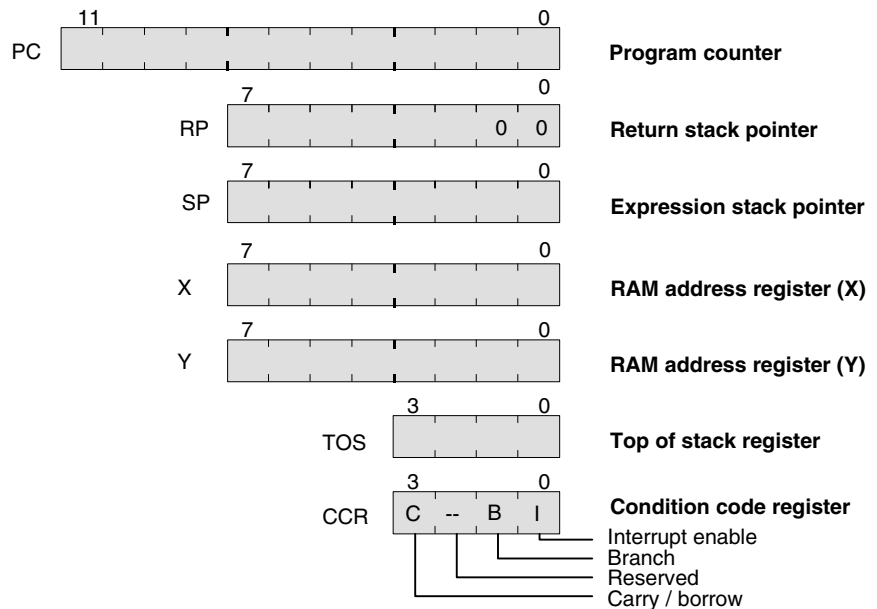 11 0
PC Program counter
7 0
RP 0 0 Return stack pointer
7 0
SP Expression stack pointer
7 0
X RAM address register (X)
7 0
Y RAM address register (Y)
3 0
TOS Top of stack register
3 0
CCR C -- B I Condition code register
Interrupt enable
Branch
Reserved
Carry / borrow